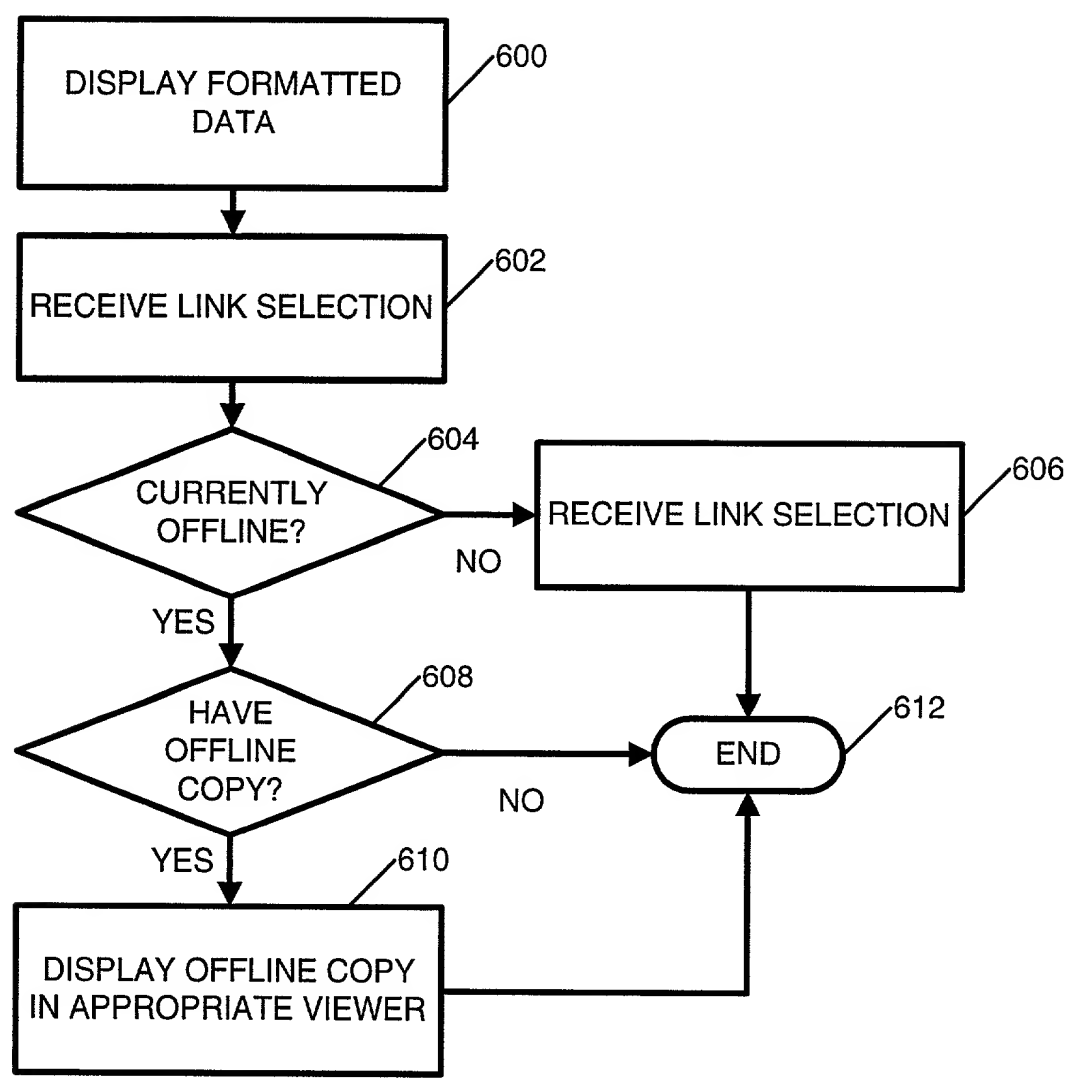 DISPLAY FORMATTED
DATA
600
RECEIVE LINK SELECTION
602
CURRENTLY
OFFLINE?
604
NO
RECEIVE LINK SELECTION
606
YES
HAVE
OFFLINE
COPY?
608
NO
END
612
YES
DISPLAY OFFLINE COPY
IN APPROPRIATE VIEWER
610